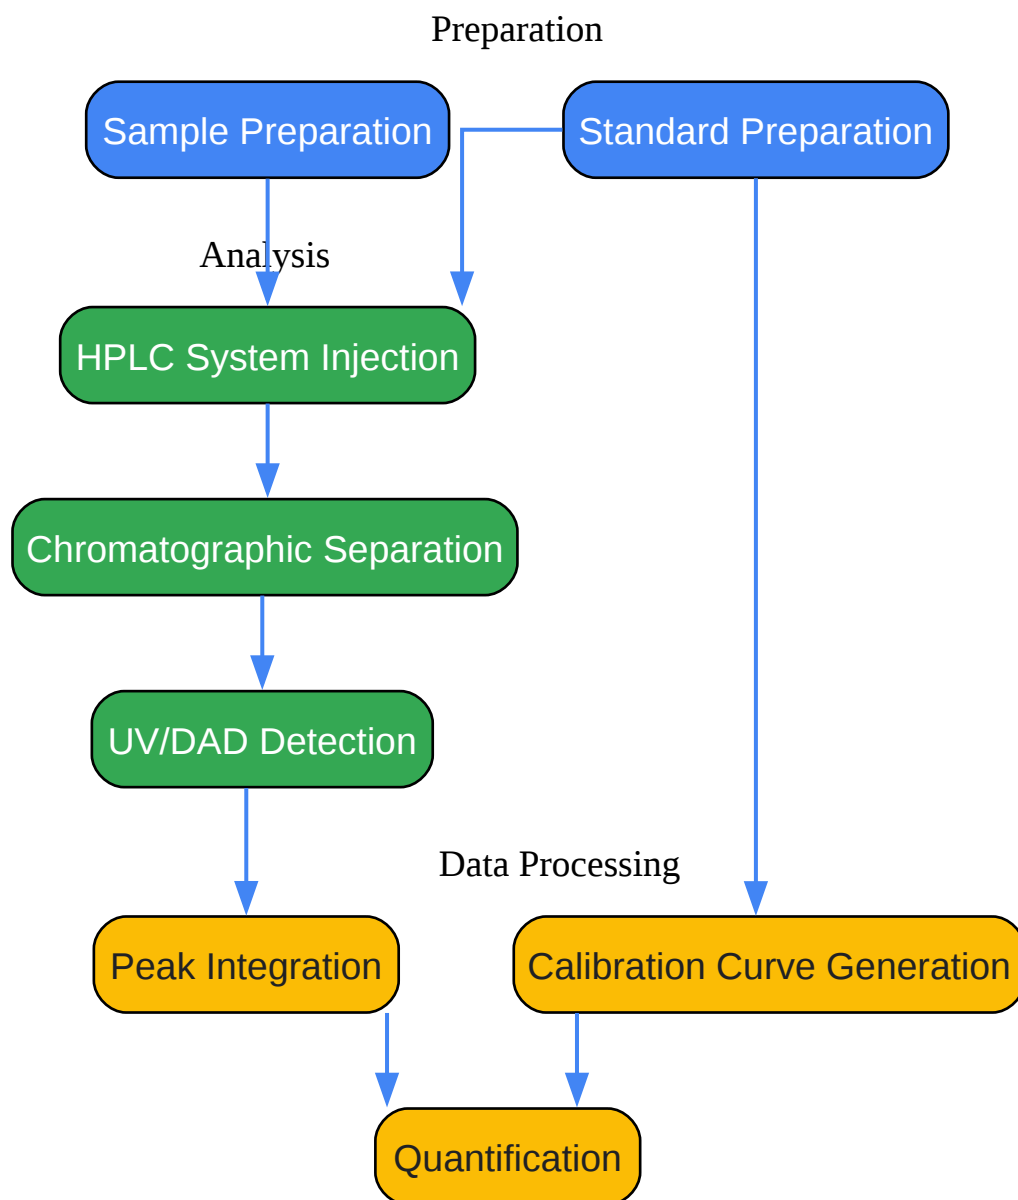 Preparation
Sample Preparation
Standard Preparation
Analysis
HPLC System Injection
Chromatographic Separation
UV/DAD Detection
Data Processing
Peak Integration
Calibration Curve Generation
Quantification